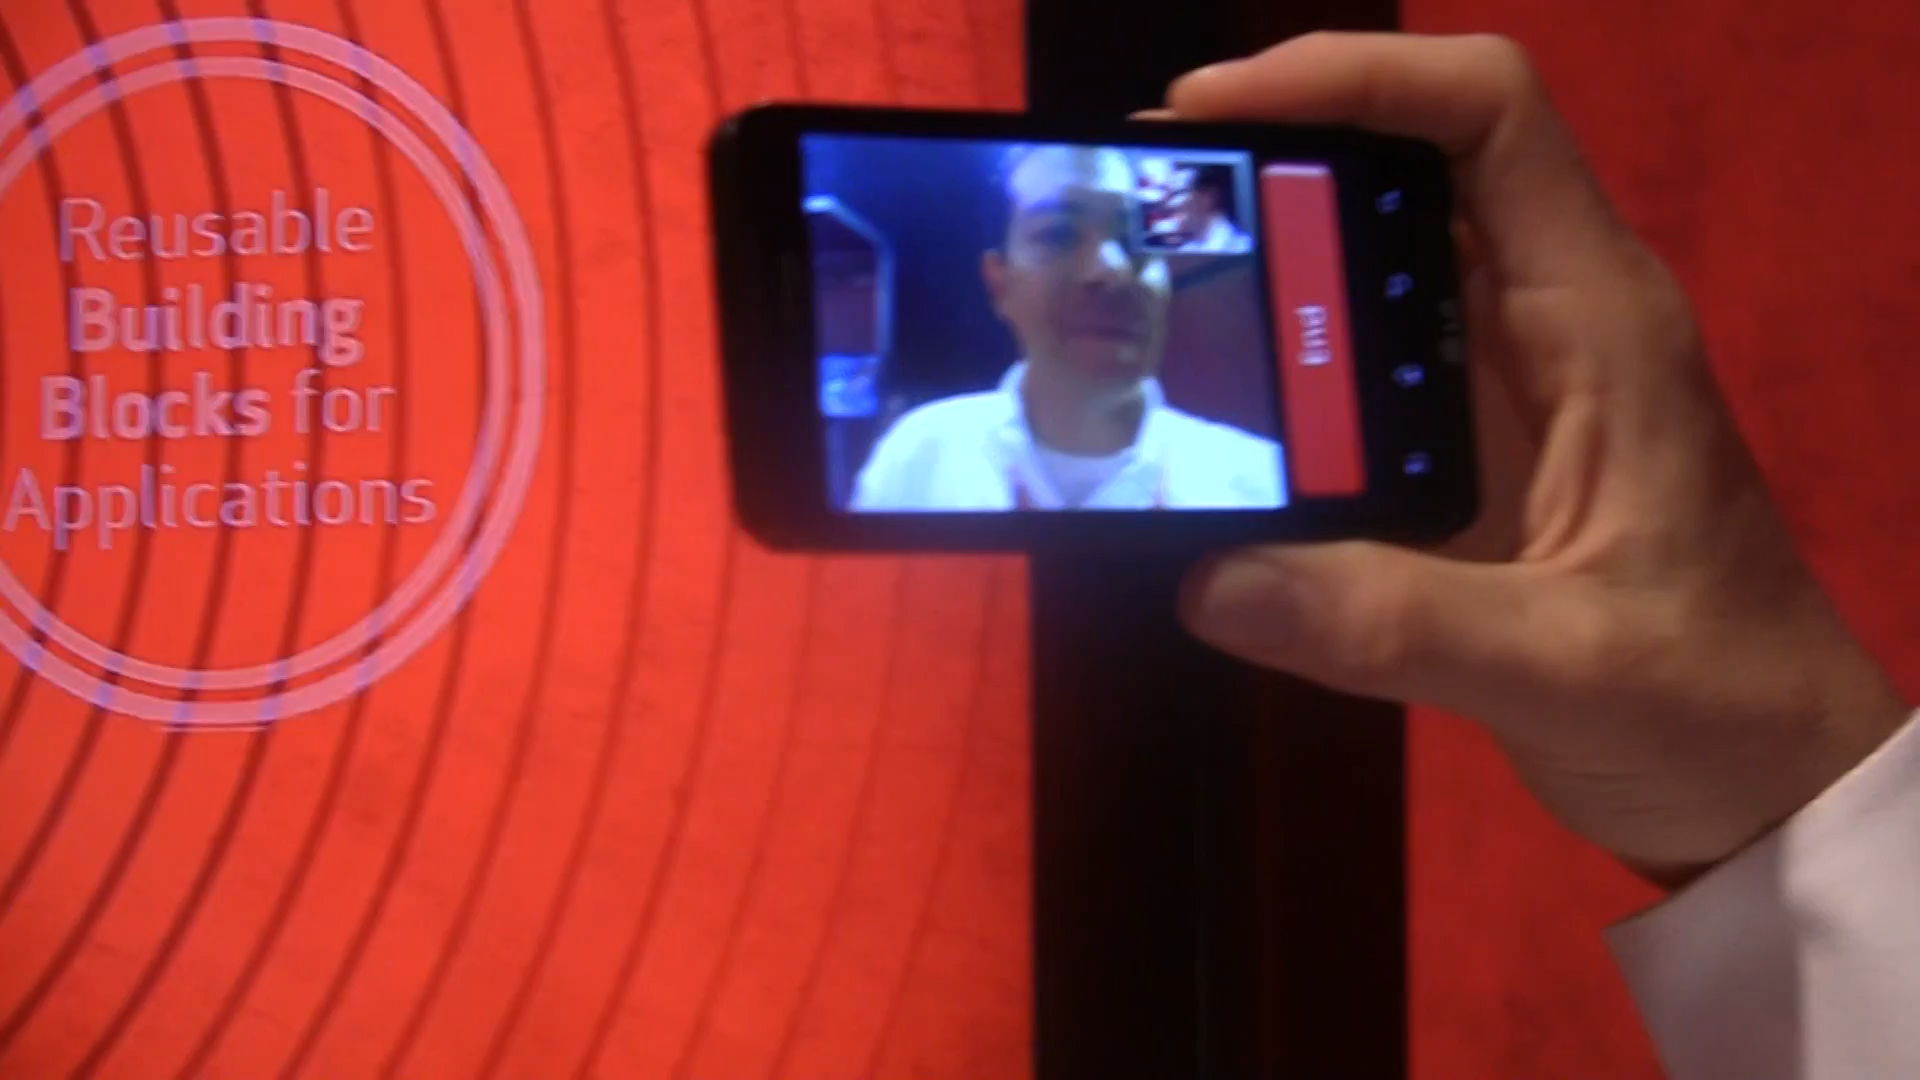 Reusable
Building
Blocks for
Applications
End